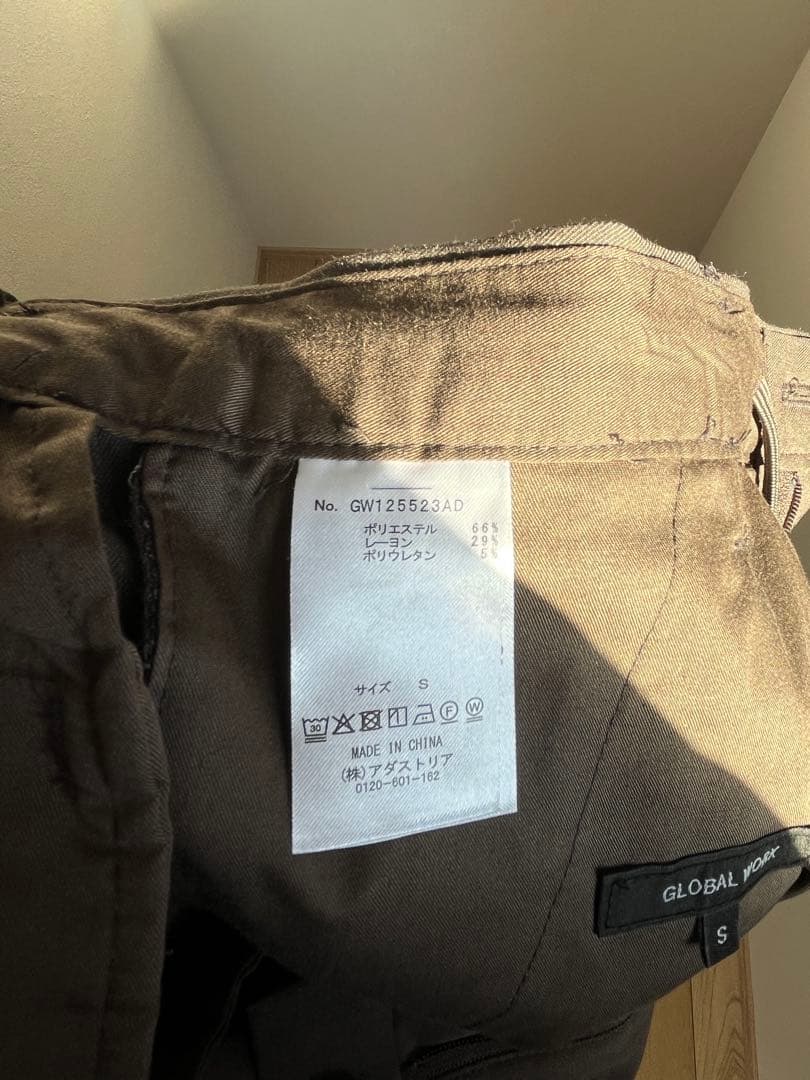 No. GW125523AD
ポリエステル 66%
レーヨン 29%
ポリウレタン 5%
サイズ S
30
F W
MADE IN CHINA
(株)アダストリア
0120-601-162
GLOBAL WORK
S